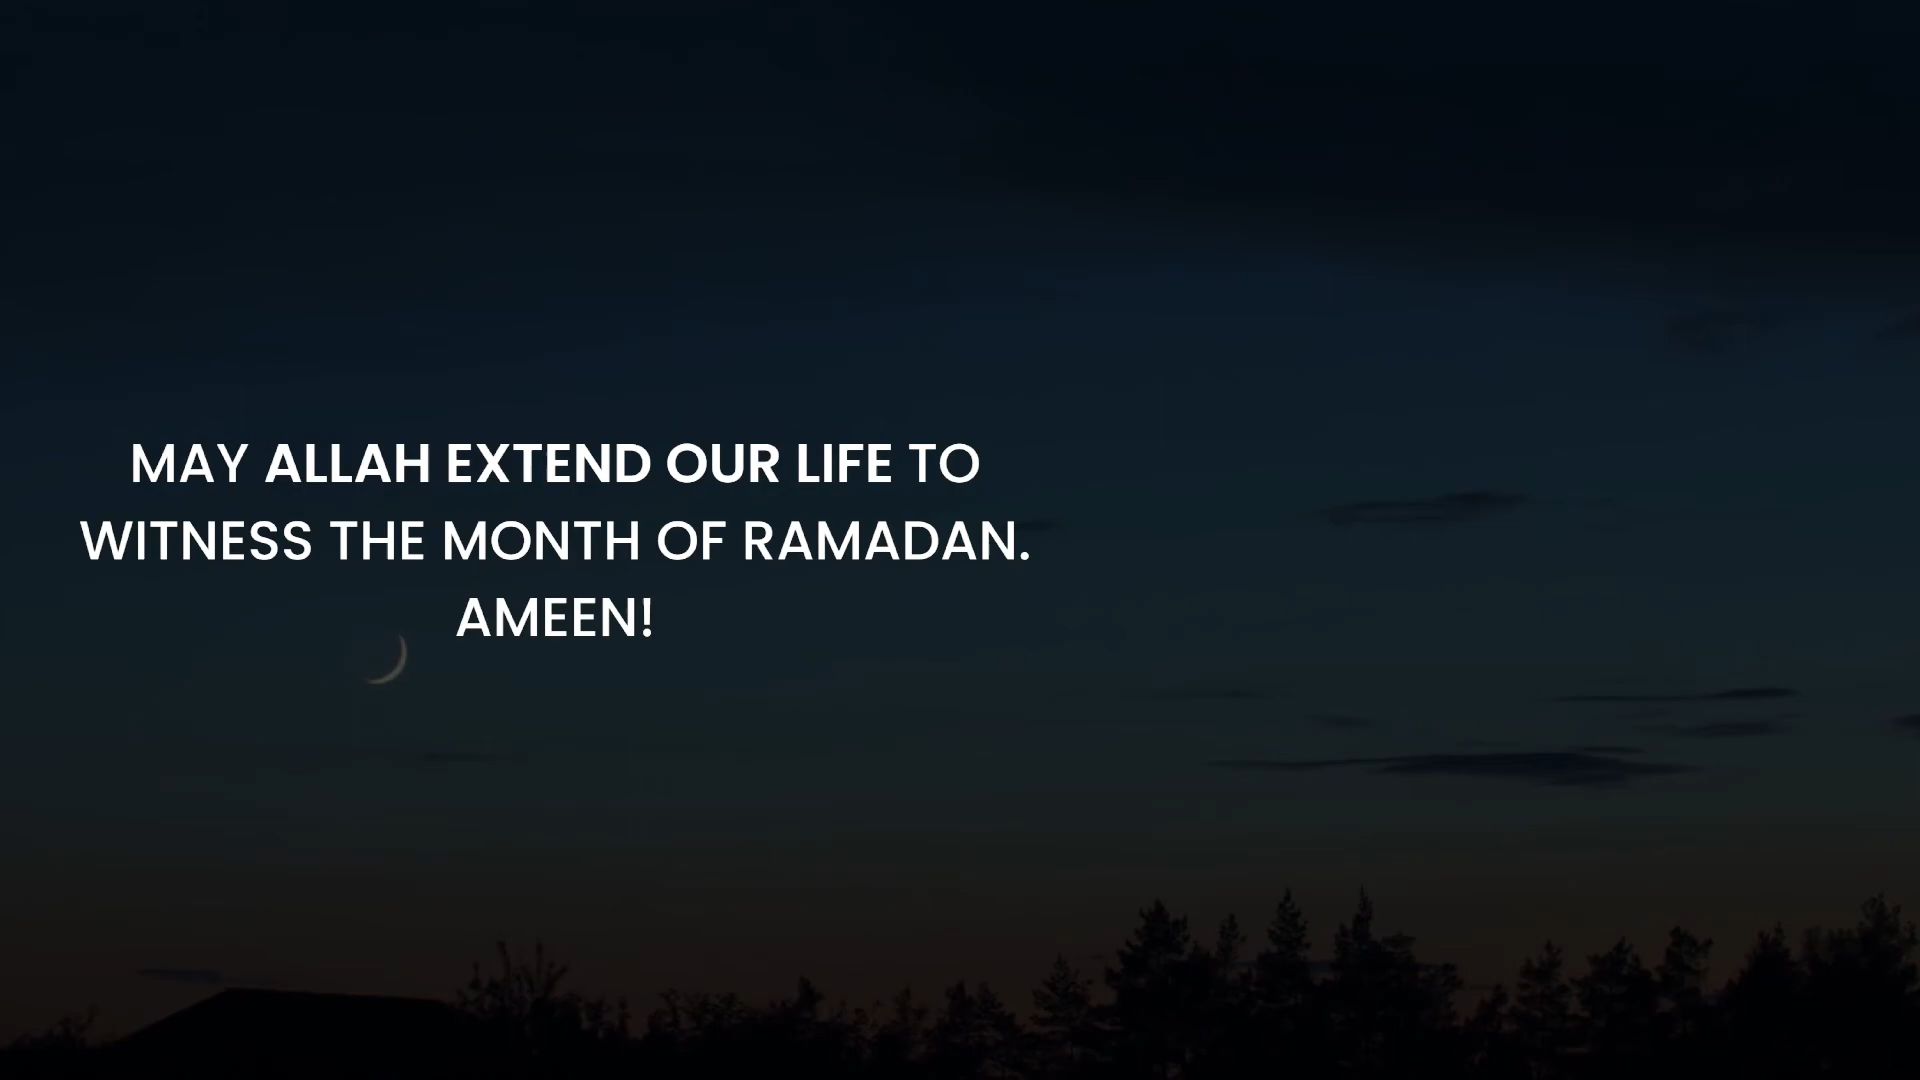 MAY ALLAH EXTEND OUR LIFE TO
WITNESS THE MONTH OF RAMADAN.
AMEEN!